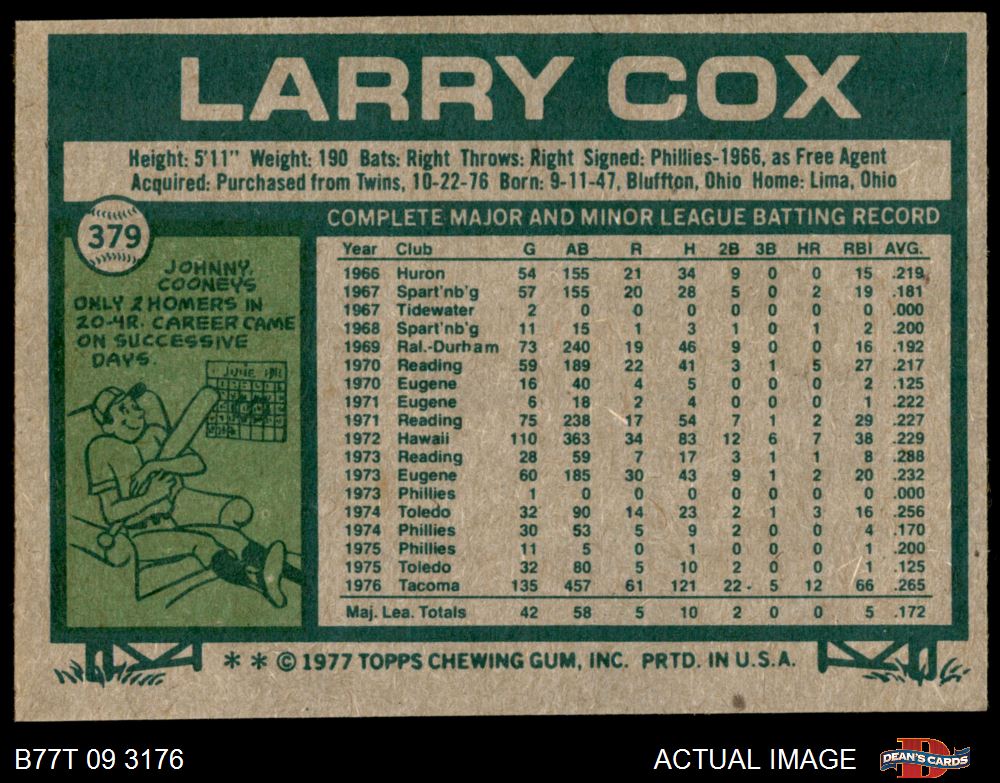 LARRY COX
Height: 5'11" Weight: 190 Bats: Right Throws: Right Signed: Phillies-1966, as Free Agent
Acquired: Purchased from Twins, 10-22-76 Born: 9-11-47, Bluffton, Ohio Home: Lima, Ohio
379
JOHNNY
COONEY'S
ONLY 2 HOMERS IN
20-YR. CAREER CAME
ON SUCCESSIVE
DAYS.
JUNE
COMPLETE MAJOR AND MINOR LEAGUE BATTING RECORD
Year Club G AB R H 2B 3B HR RBI AVG.
1966 Huron 54 155 21 34 9 0 0 15 .219
1967 Spart'nb'g 57 155 20 28 5 0 2 19 .181
1967 Tidewater 2 0 0 0 0 0 0 0 .000
1968 Spart'nb'g 11 15 1 3 1 0 1 2 .200
1969 Ral.-Durham 73 240 19 46 9 0 0 16 .192
1970 Reading 59 189 22 41 3 1 5 27 .217
1970 Eugene 16 40 4 5 0 0 0 2 .125
1971 Eugene 6 18 2 4 0 0 0 1 .222
1971 Reading 75 238 17 54 7 1 2 29 .227
1972 Hawaii 110 363 34 83 12 6 7 38 .229
1973 Reading 28 59 7 17 3 1 1 8 .288
1973 Eugene 60 185 30 43 9 1 2 20 .232
1973 Phillies 1 0 0 0 0 0 0 0 .000
1974 Toledo 32 90 14 23 2 1 3 16 .256
1974 Phillies 30 53 5 9 2 0 0 4 .170
1975 Phillies 11 5 0 1 0 0 0 1 .200
1975 Toledo 32 80 5 10 2 0 0 1 .125
1976 Tacoma 135 457 61 121 22 5 12 66 .265
Maj. Lea. Totals 42 58 5 10 2 0 0 5 .172
* * © 1977 TOPPS CHEWING GUM, INC. PRTD. IN U.S.A.
B77T 09 3176
ACTUAL IMAGE
DEAN'S CARDS